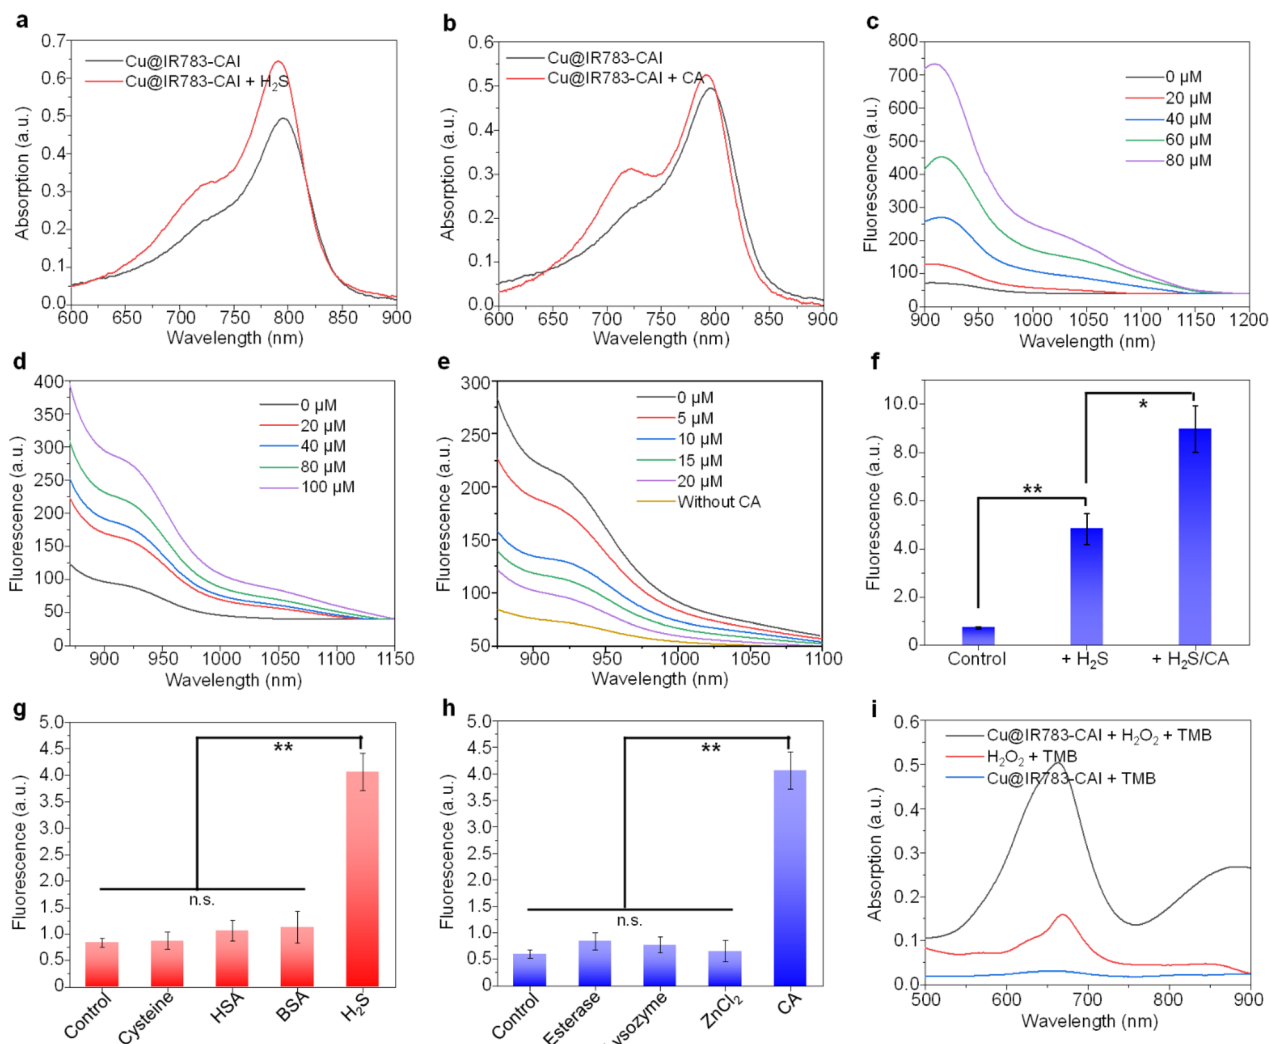 a
0.7
0.6
0.5
0.4
0.3
0.2
0.1
0.0
Absorption (a.u.)
Cu@IR783-CAI
Cu@IR783-CAI + H₂S
600 650 700 750 800 850 900
Wavelength (nm)
b
0.6
0.5
0.4
0.3
0.2
0.1
0.0
Absorption (a.u.)
Cu@IR783-CAI
Cu@IR783-CAI + CA
600 650 700 750 800 850 900
Wavelength (nm)
c
800
700
600
500
400
300
200
100
0
Fluorescence (a.u.)
0 µM
20 µM
40 µM
60 µM
80 µM
900 950 1000 1050 1100 1150 1200
Wavelength (nm)
d
400
350
300
250
200
150
100
50
0
Fluorescence (a.u.)
0 µM
20 µM
40 µM
80 µM
100 µM
900 950 1000 1050 1100 1150
Wavelength (nm)
e
300
250
200
150
100
50
Fluorescence (a.u.)
0 µM
5 µM
10 µM
15 µM
20 µM
Without CA
900 950 1000 1050 1100
Wavelength (nm)
f
10.0
8.0
6.0
4.0
2.0
0
Fluorescence (a.u.)
**
*
Control + H₂S + H₂S/CA
g
5.0
4.5
4.0
3.5
3.0
2.5
2.0
1.5
1.0
0.5
0
Fluorescence (a.u.)
**
n.s.
Control Cysteine HSA BSA H₂S
h
5.0
4.5
4.0
3.5
3.0
2.5
2.0
1.5
1.0
0.5
0
Fluorescence (a.u.)
**
n.s.
Control Esterase ysozyme ZnCl₂ CA
i
0.6
0.5
0.4
0.3
0.2
0.1
0.0
Absorption (a.u.)
Cu@IR783-CAI + H₂O₂ + TMB
H₂O₂ + TMB
Cu@IR783-CAI + TMB
500 600 700 800 900
Wavelength (nm)